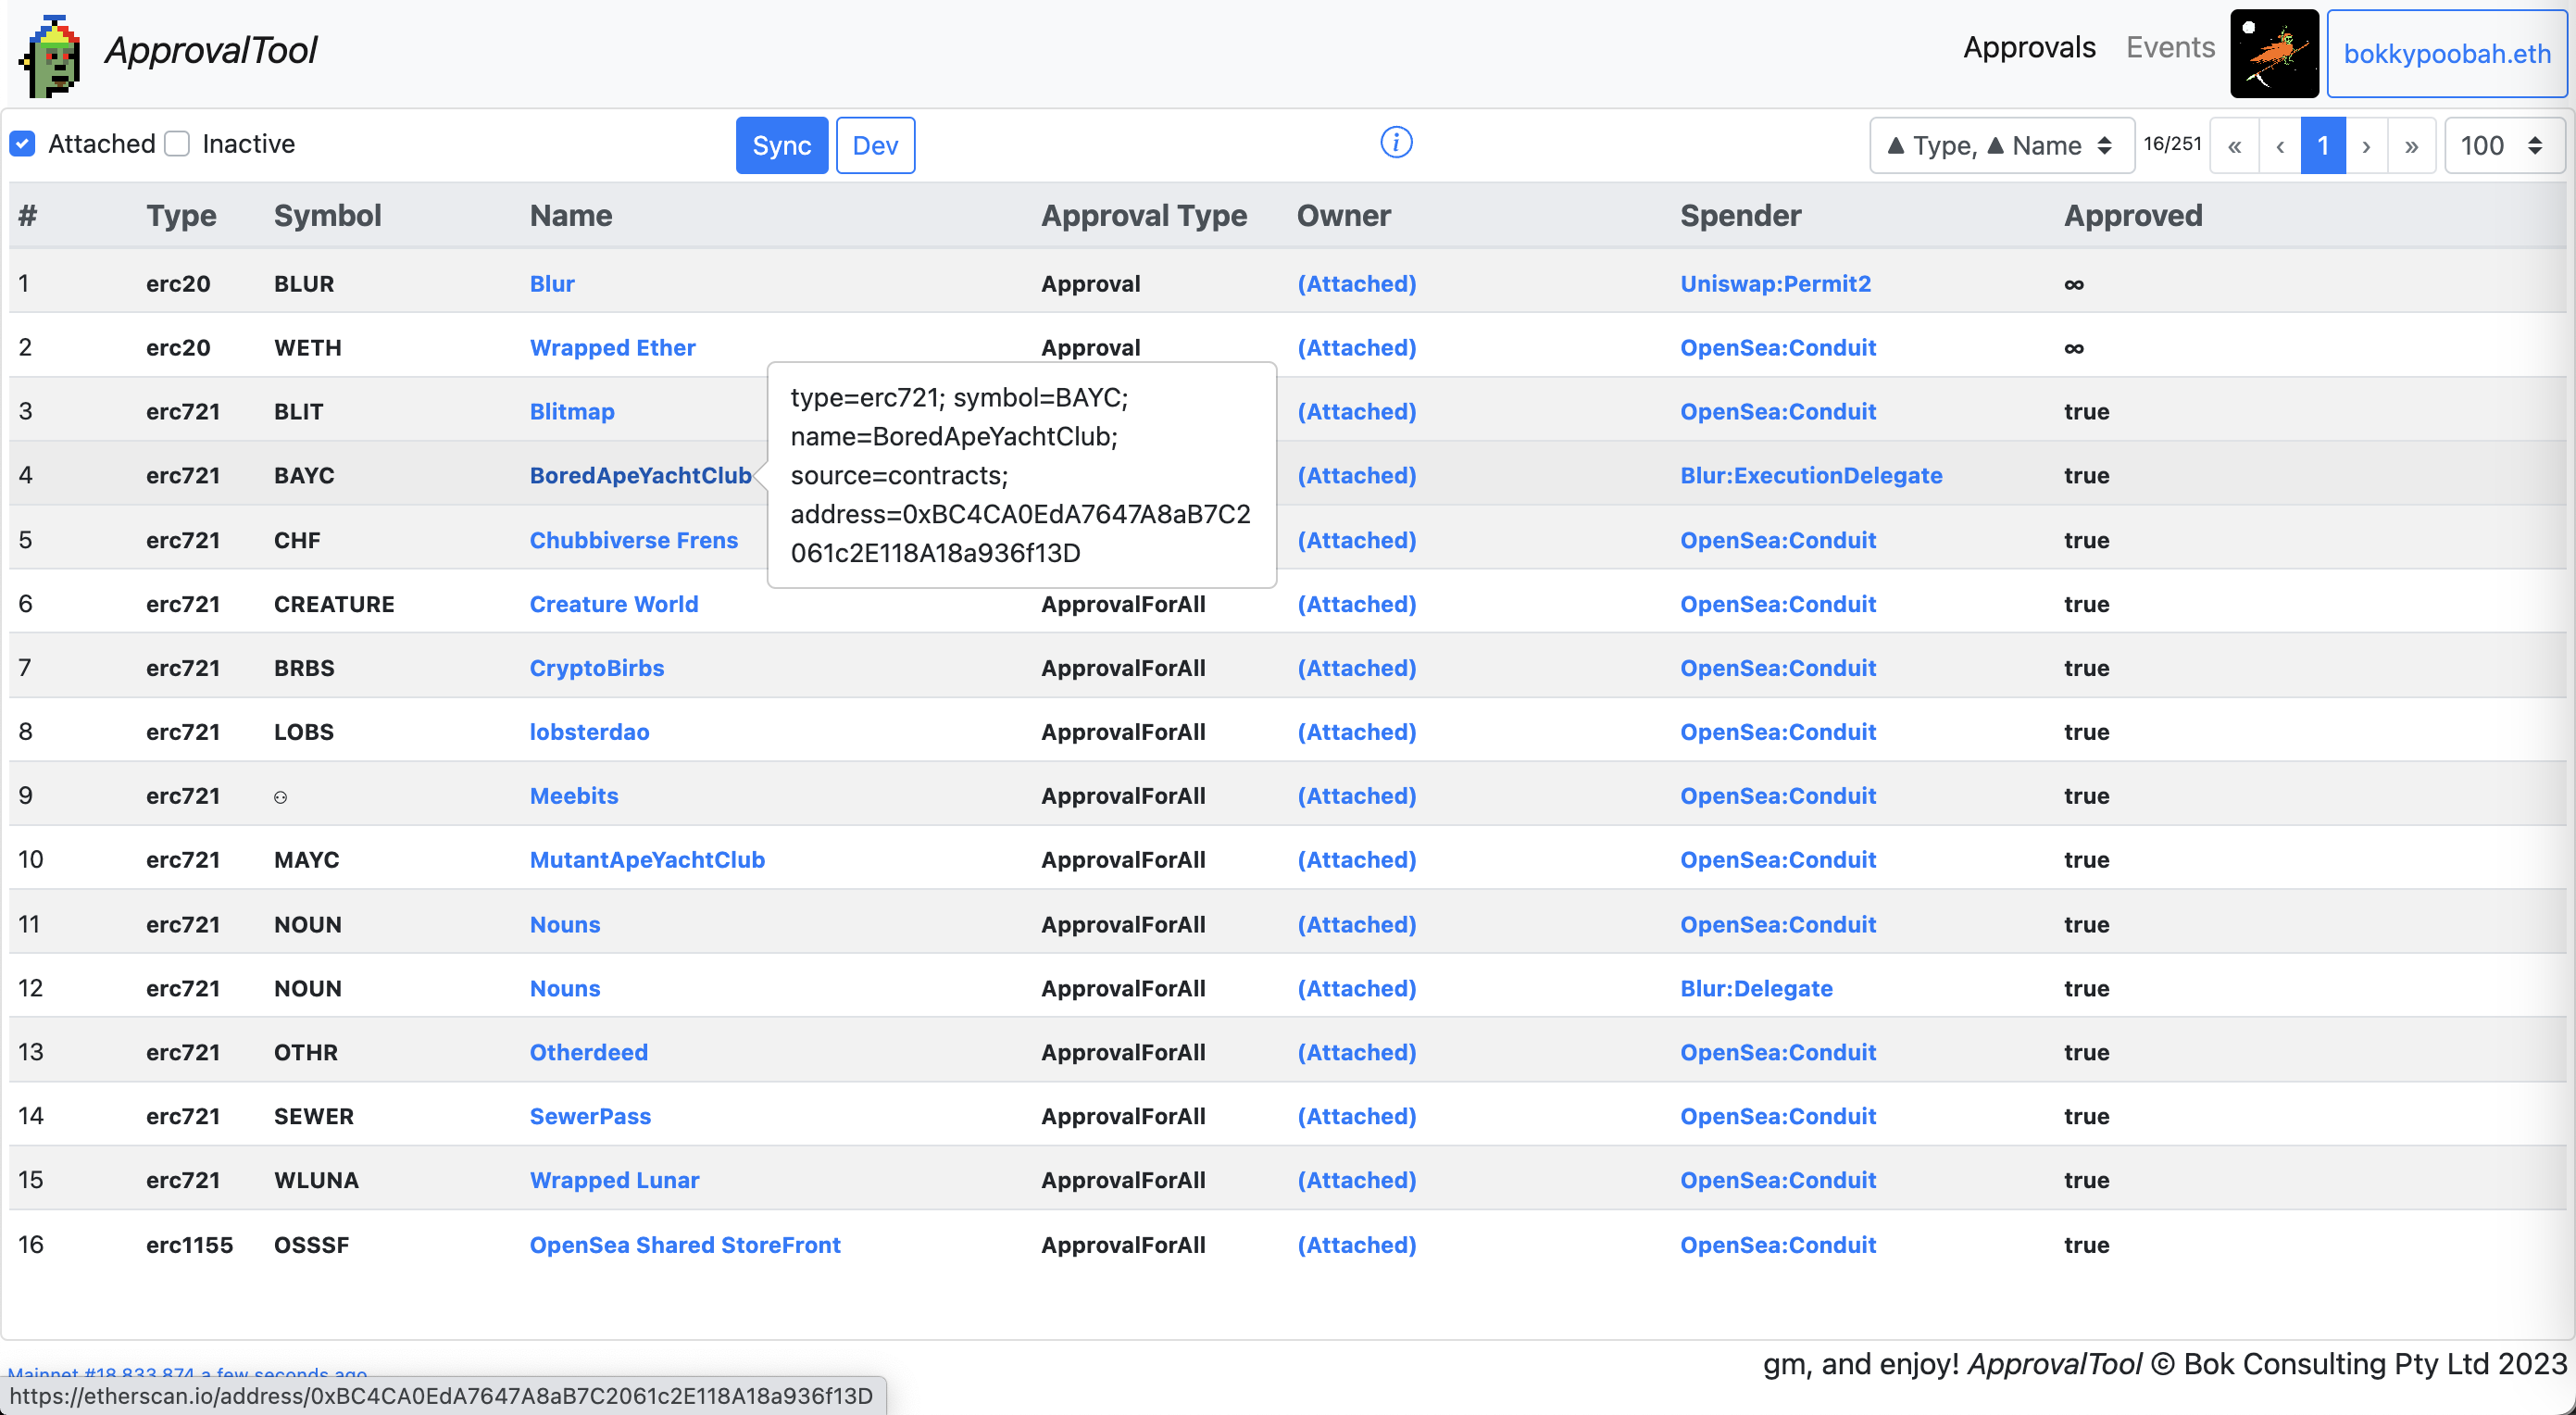 ApprovalTool
Approvals Events bokkypoobah.eth
Attached Inactive Sync Dev i ▲ Type, ▲ Name 16/251 « ‹ 1 › » 100
# Type Symbol Name Approval Type Owner Spender Approved
1 erc20 BLUR Blur Approval (Attached) Uniswap:Permit2 ∞
2 erc20 WETH Wrapped Ether Approval (Attached) OpenSea:Conduit ∞
3 erc721 BLIT Blitmap (Attached) OpenSea:Conduit true
4 erc721 BAYC BoredApeYachtClub (Attached) Blur:ExecutionDelegate true
5 erc721 CHF Chubbiverse Frens (Attached) OpenSea:Conduit true
type=erc721; symbol=BAYC;
name=BoredApeYachtClub;
source=contracts;
address=0xBC4CA0EdA7647A8aB7C2
061c2E118A18a936f13D
6 erc721 CREATURE Creature World ApprovalForAll (Attached) OpenSea:Conduit true
7 erc721 BRBS CryptoBirbs ApprovalForAll (Attached) OpenSea:Conduit true
8 erc721 LOBS lobsterdao ApprovalForAll (Attached) OpenSea:Conduit true
9 erc721 ⚇ Meebits ApprovalForAll (Attached) OpenSea:Conduit true
10 erc721 MAYC MutantApeYachtClub ApprovalForAll (Attached) OpenSea:Conduit true
11 erc721 NOUN Nouns ApprovalForAll (Attached) OpenSea:Conduit true
12 erc721 NOUN Nouns ApprovalForAll (Attached) Blur:Delegate true
13 erc721 OTHR Otherdeed ApprovalForAll (Attached) OpenSea:Conduit true
14 erc721 SEWER SewerPass ApprovalForAll (Attached) OpenSea:Conduit true
15 erc721 WLUNA Wrapped Lunar ApprovalForAll (Attached) OpenSea:Conduit true
16 erc1155 OSSSF OpenSea Shared StoreFront ApprovalForAll (Attached) OpenSea:Conduit true
Mainnet #18,833,874 a few seconds ago
gm, and enjoy! ApprovalTool © Bok Consulting Pty Ltd 2023
https://etherscan.io/address/0xBC4CA0EdA7647A8aB7C2061c2E118A18a936f13D